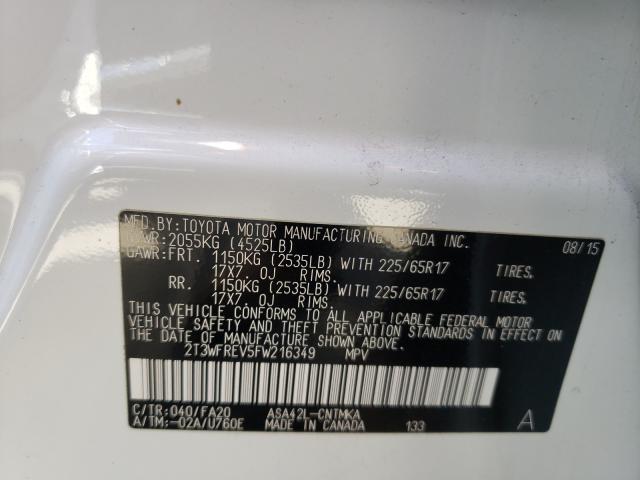 MFD. BY: TOYOTA MOTOR MANUFACTURING CANADA INC.
GVWR: 2055KG (4525LB) 08/15
GAWR: FRT. 1150KG (2535LB) WITH 225/65R17 TIRES.
17X7. 0J RIMS.
RR. 1150KG (2535LB) WITH 225/65R17 TIRES.
17X7. 0J RIMS.
THIS VEHICLE CONFORMS TO ALL APPLICABLE FEDERAL MOTOR
VEHICLE SAFETY AND THEFT PREVENTION STANDARDS IN EFFECT
ON THE DATE OF MANUFACTURE SHOWN ABOVE.
2T3WFREV5FW216349 MPV
C/TR: 040/FA20 ASA42L-CNTMKA
A/TM: -02A/U760E MADE IN CANADA 133 A